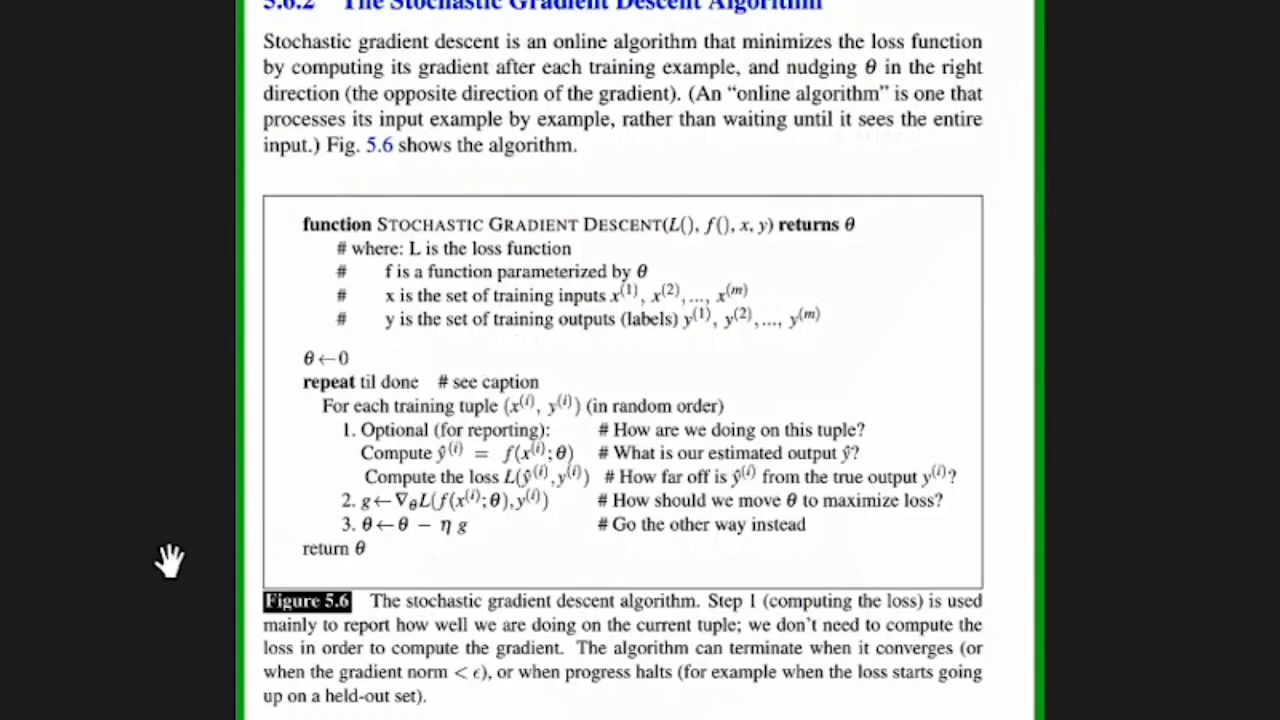 5.6.2 The Stochastic Gradient Descent Algorithm
Stochastic gradient descent is an online algorithm that minimizes the loss function
by computing its gradient after each training example, and nudging θ in the right
direction (the opposite direction of the gradient). (An “online algorithm” is one that
processes its input example by example, rather than waiting until it sees the entire
input.) Fig. 5.6 shows the algorithm.
function STOCHASTIC GRADIENT DESCENT(L(), f(), x, y) returns θ
# where: L is the loss function
# f is a function parameterized by θ
# x is the set of training inputs x^(1), x^(2), ..., x^(m)
# y is the set of training outputs (labels) y^(1), y^(2), ..., y^(m)
θ ← 0
repeat til done # see caption
For each training tuple (x^(i), y^(i)) (in random order)
1. Optional (for reporting): # How are we doing on this tuple?
Compute ŷ^(i) = f(x^(i); θ) # What is our estimated output ŷ?
Compute the loss L(ŷ^(i), y^(i)) # How far off is ŷ^(i) from the true output y^(i)?
2. g ← ∇_θ L(f(x^(i); θ), y^(i)) # How should we move θ to maximize loss?
3. θ ← θ − η g # Go the other way instead
return θ
Figure 5.6 The stochastic gradient descent algorithm. Step 1 (computing the loss) is used
mainly to report how well we are doing on the current tuple; we don’t need to compute the
loss in order to compute the gradient. The algorithm can terminate when it converges (or
when the gradient norm < ϵ), or when progress halts (for example when the loss starts going
up on a held-out set).